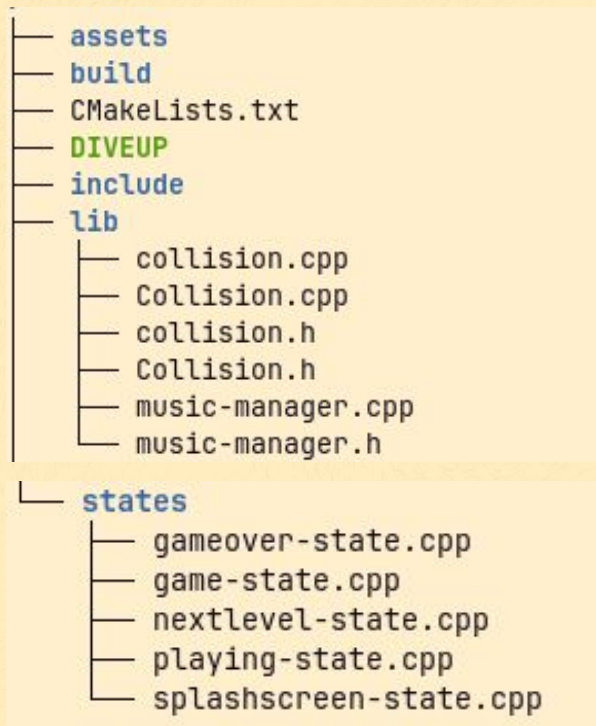 assets
build
CMakeLists.txt
DIVEUP
include
lib
collision.cpp
Collision.cpp
collision.h
Collision.h
music-manager.cpp
music-manager.h
states
gameover-state.cpp
game-state.cpp
nextlevel-state.cpp
playing-state.cpp
splashscreen-state.cpp